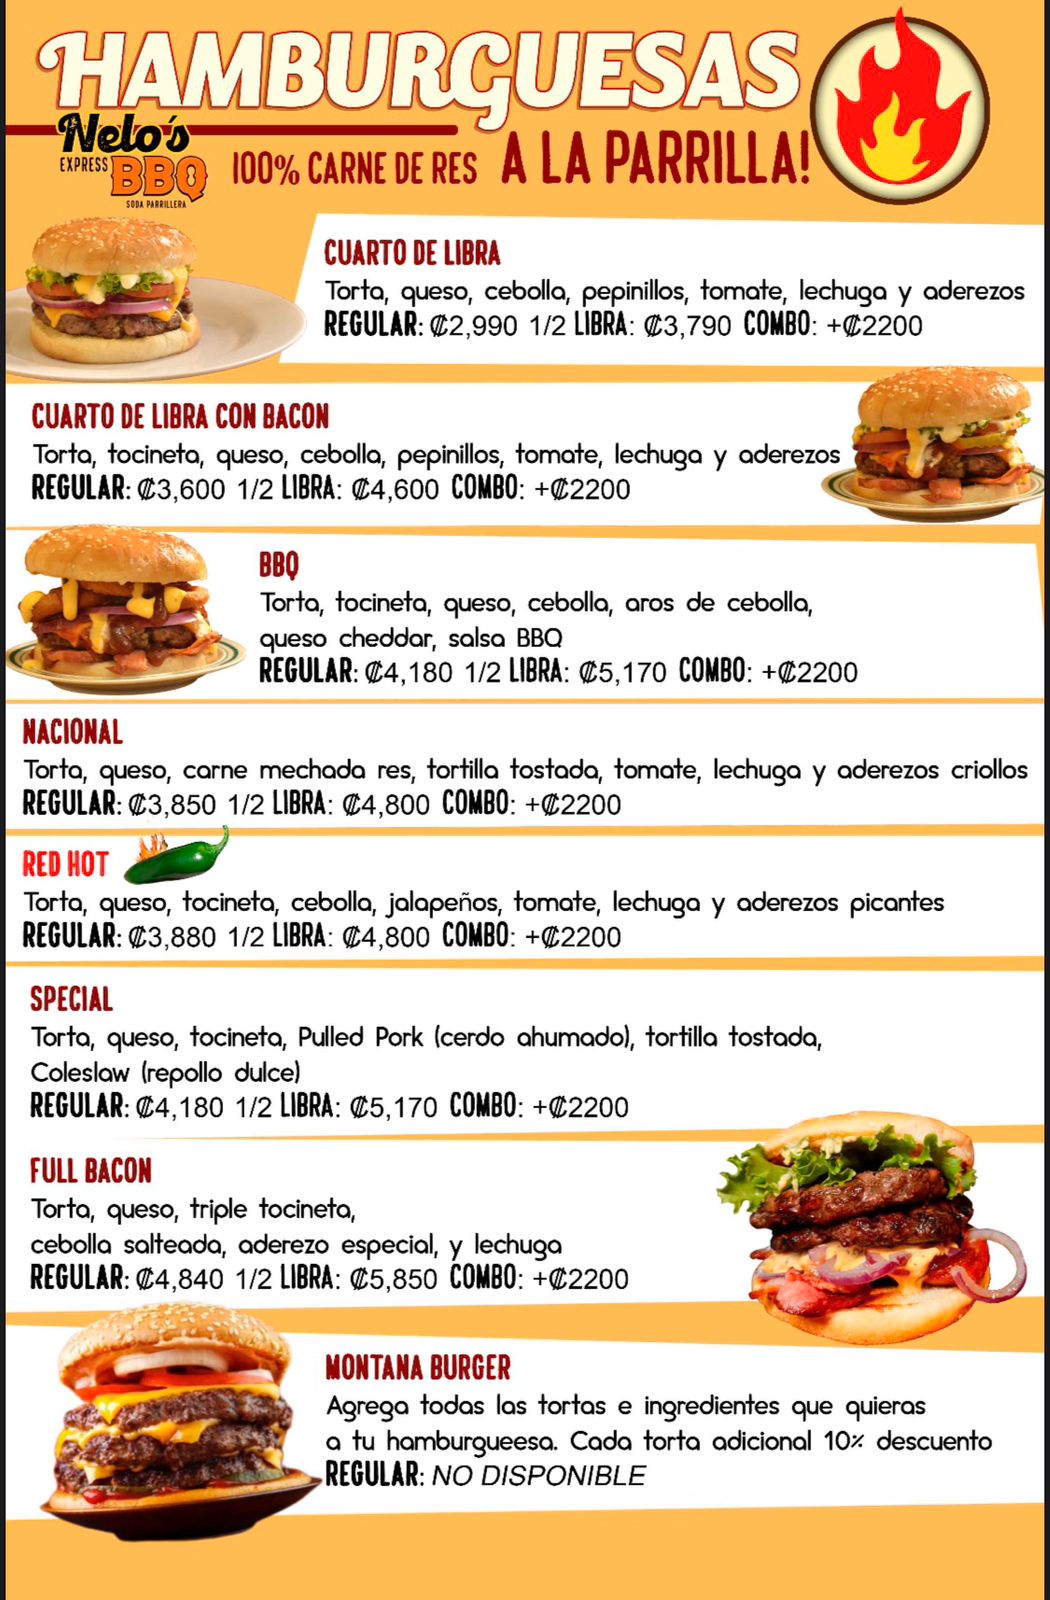 HAMBURGUESAS
Nelo's
EXPRESS BBQ
SODA PARRILLERA
100% CARNE DE RES A LA PARRILLA!
CUARTO DE LIBRA
Torta, queso, cebolla, pepinillos, tomate, lechuga y aderezos
REGULAR: ₡2,990 1/2 LIBRA: ₡3,790 COMBO: +₡2200
CUARTO DE LIBRA CON BACON
Torta, tocineta, queso, cebolla, pepinillos, tomate, lechuga y aderezos
REGULAR: ₡3,600 1/2 LIBRA: ₡4,600 COMBO: +₡2200
BBQ
Torta, tocineta, queso, cebolla, aros de cebolla,
queso cheddar, salsa BBQ
REGULAR: ₡4,180 1/2 LIBRA: ₡5,170 COMBO: +₡2200
NACIONAL
Torta, queso, carne mechada res, tortilla tostada, tomate, lechuga y aderezos criollos
REGULAR: ₡3,850 1/2 LIBRA: ₡4,800 COMBO: +₡2200
RED HOT
Torta, queso, tocineta, cebolla, jalapeños, tomate, lechuga y aderezos picantes
REGULAR: ₡3,880 1/2 LIBRA: ₡4,800 COMBO: +₡2200
SPECIAL
Torta, queso, tocineta, Pulled Pork (cerdo ahumado), tortilla tostada,
Coleslaw (repollo dulce)
REGULAR: ₡4,180 1/2 LIBRA: ₡5,170 COMBO: +₡2200
FULL BACON
Torta, queso, triple tocineta,
cebolla salteada, aderezo especial, y lechuga
REGULAR: ₡4,840 1/2 LIBRA: ₡5,850 COMBO: +₡2200
MONTANA BURGER
Agrega todas las tortas e ingredientes que quieras
a tu hamburgueesa. Cada torta adicional 10% descuento
REGULAR: NO DISPONIBLE